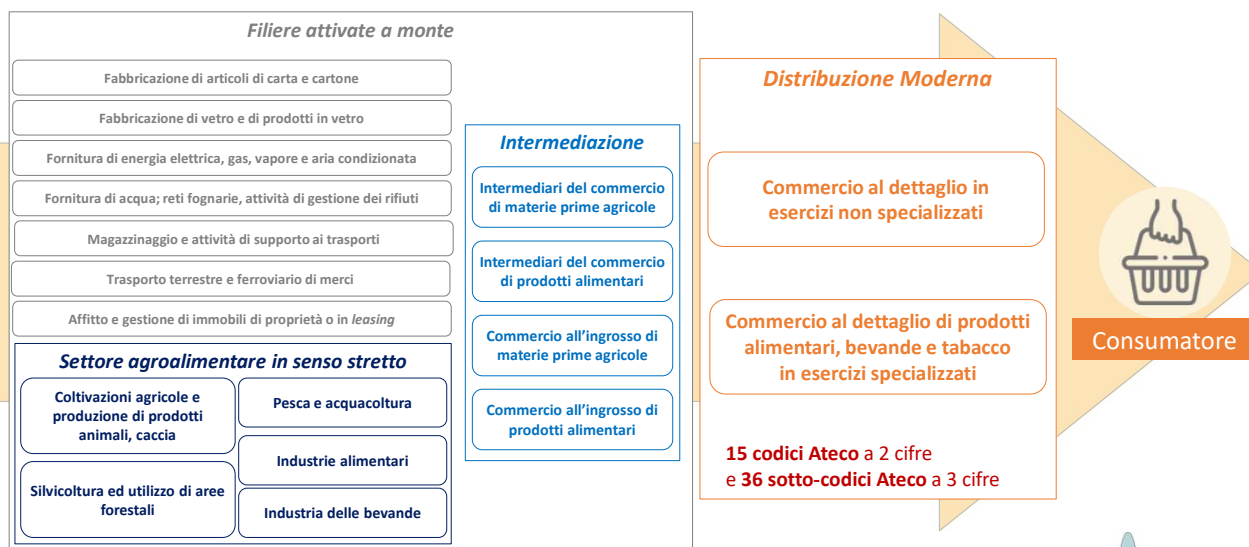 Filiere attivate a monte
Fabbricazione di articoli di carta e cartone
Fabbricazione di vetro e di prodotti in vetro
Fornitura di energia elettrica, gas, vapore e aria condizionata
Fornitura di acqua; reti fognarie, attività di gestione dei rifiuti
Magazzinaggio e attività di supporto ai trasporti
Trasporto terrestre e ferroviario di merci
Affitto e gestione di immobili di proprietà o in leasing
Settore agroalimentare in senso stretto
Coltivazioni agricole e
produzione di prodotti
animali, caccia
Silvicoltura ed utilizzo di aree
forestali
Pesca e acquacoltura
Industrie alimentari
Industria delle bevande
Intermediazione
Intermediari del commercio
di materie prime agricole
Intermediari del commercio
di prodotti alimentari
Commercio all’ingrosso di
materie prime agricole
Commercio all’ingrosso di
prodotti alimentari
Distribuzione Moderna
Commercio al dettaglio in
esercizi non specializzati
Commercio al dettaglio di prodotti
alimentari, bevande e tabacco
in esercizi specializzati
15 codici Ateco a 2 cifre
e 36 sotto-codici Ateco a 3 cifre
Consumatore